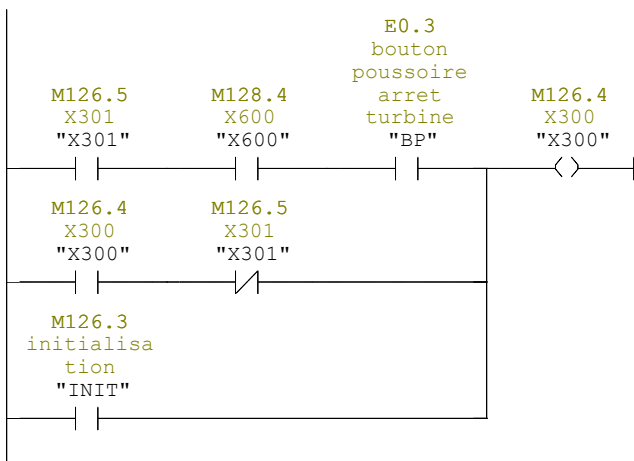 E0.3
bouton
poussoire
arret
turbine
"BP"
M126.5
X301
"X301"
M128.4
X600
"X600"
M126.4
X300
"X300"
M126.4
X300
"X300"
M126.5
X301
"X301"
M126.3
initialisa
tion
"INIT"